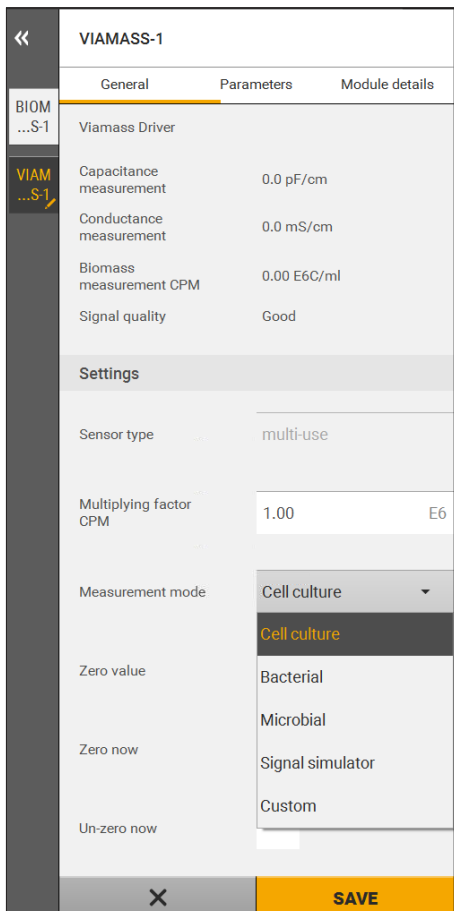 VIAMASS-1
General Parameters Module details
BIOM
...S-1
VIAM
...S-1
Viamass Driver
Capacitance
measurement
0.0 pF/cm
Conductance
measurement
0.0 mS/cm
Biomass
measurement CPM
0.00 E6C/ml
Signal quality Good
Settings
Sensor type multi-use
Multiplying factor
CPM
1.00 E6
Measurement mode Cell culture
Cell culture
Bacterial
Microbial
Signal simulator
Custom
Zero value
Zero now
Un-zero now
SAVE